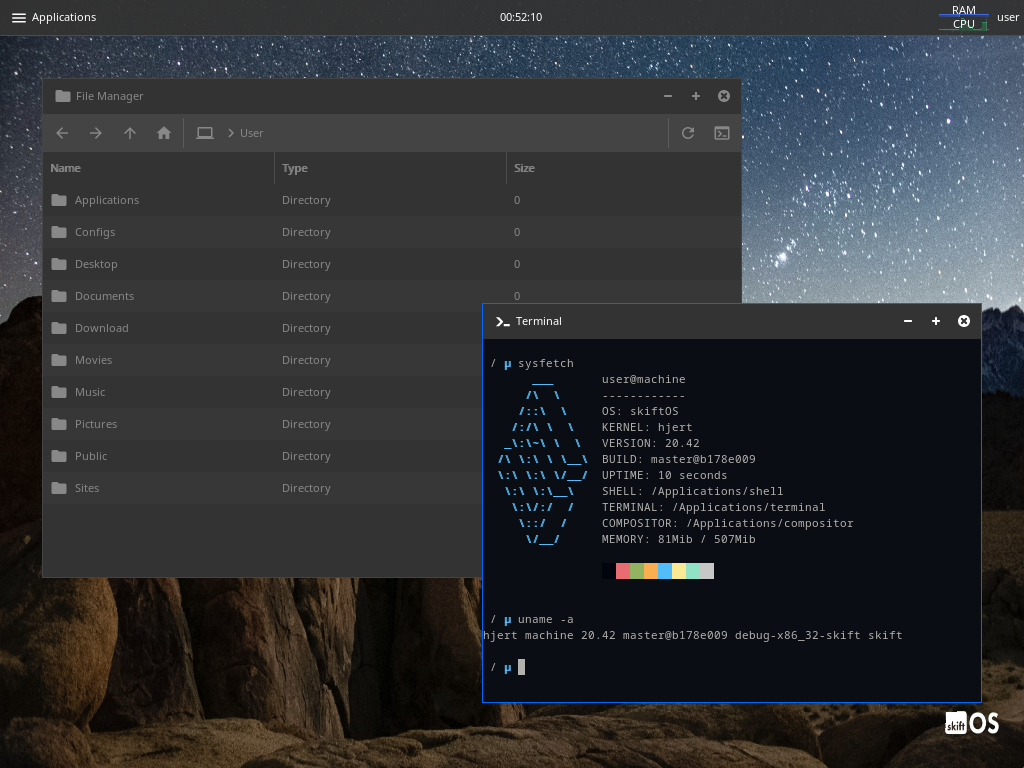 Applications
00:52:10
RAM
CPU
user
File Manager
User
Name Type Size
Applications Directory 0
Configs Directory 0
Desktop Directory 0
Documents Directory 0
Download Directory
Movies Directory
Music Directory
Pictures Directory
Public Directory
Sites Directory
Terminal
/ µ sysfetch
user@machine
------------
OS: skiftOS
KERNEL: hjert
VERSION: 20.42
BUILD: master@b178e009
UPTIME: 10 seconds
SHELL: /Applications/shell
TERMINAL: /Applications/terminal
COMPOSITOR: /Applications/compositor
MEMORY: 81Mib / 507Mib
/ µ uname -a
hjert machine 20.42 master@b178e009 debug-x86_32-skift skift
/ µ
skift OS